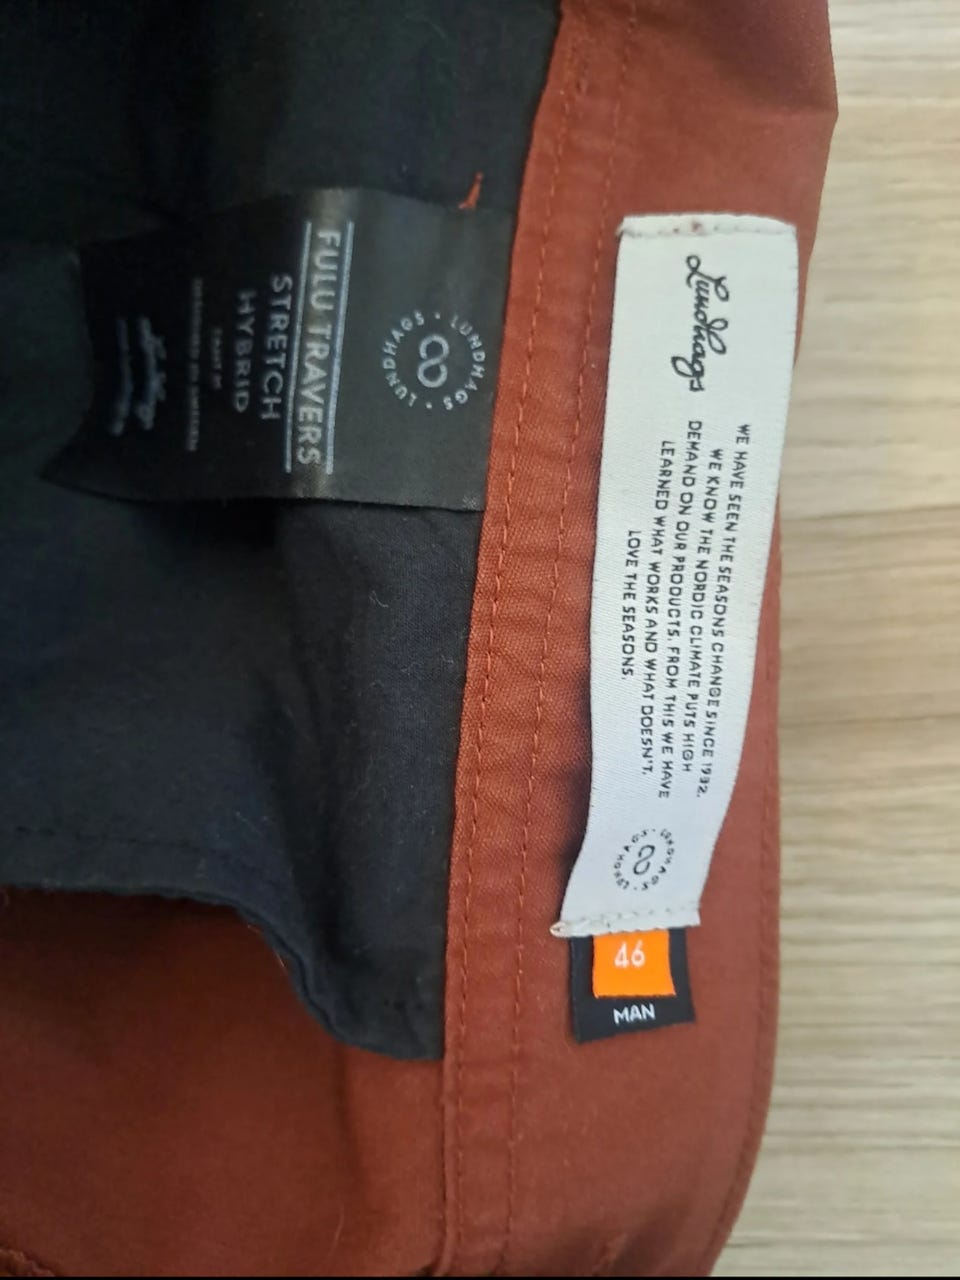 LUNDHAGS · LUNDHAGS ·
FULU TRAVERS
STRETCH
HYBRID
Lundhags
WE HAVE SEEN THE SEASONS CHANGE SINCE 1932.
WE KNOW THE NORDIC CLIMATE PUTS HIGH
DEMAND ON OUR PRODUCTS. FROM THIS WE HAVE
LEARNED WHAT WORKS AND WHAT DOESN'T.
LOVE THE SEASONS.
LUNDHAGS · LUNDHAGS ·
46
MAN